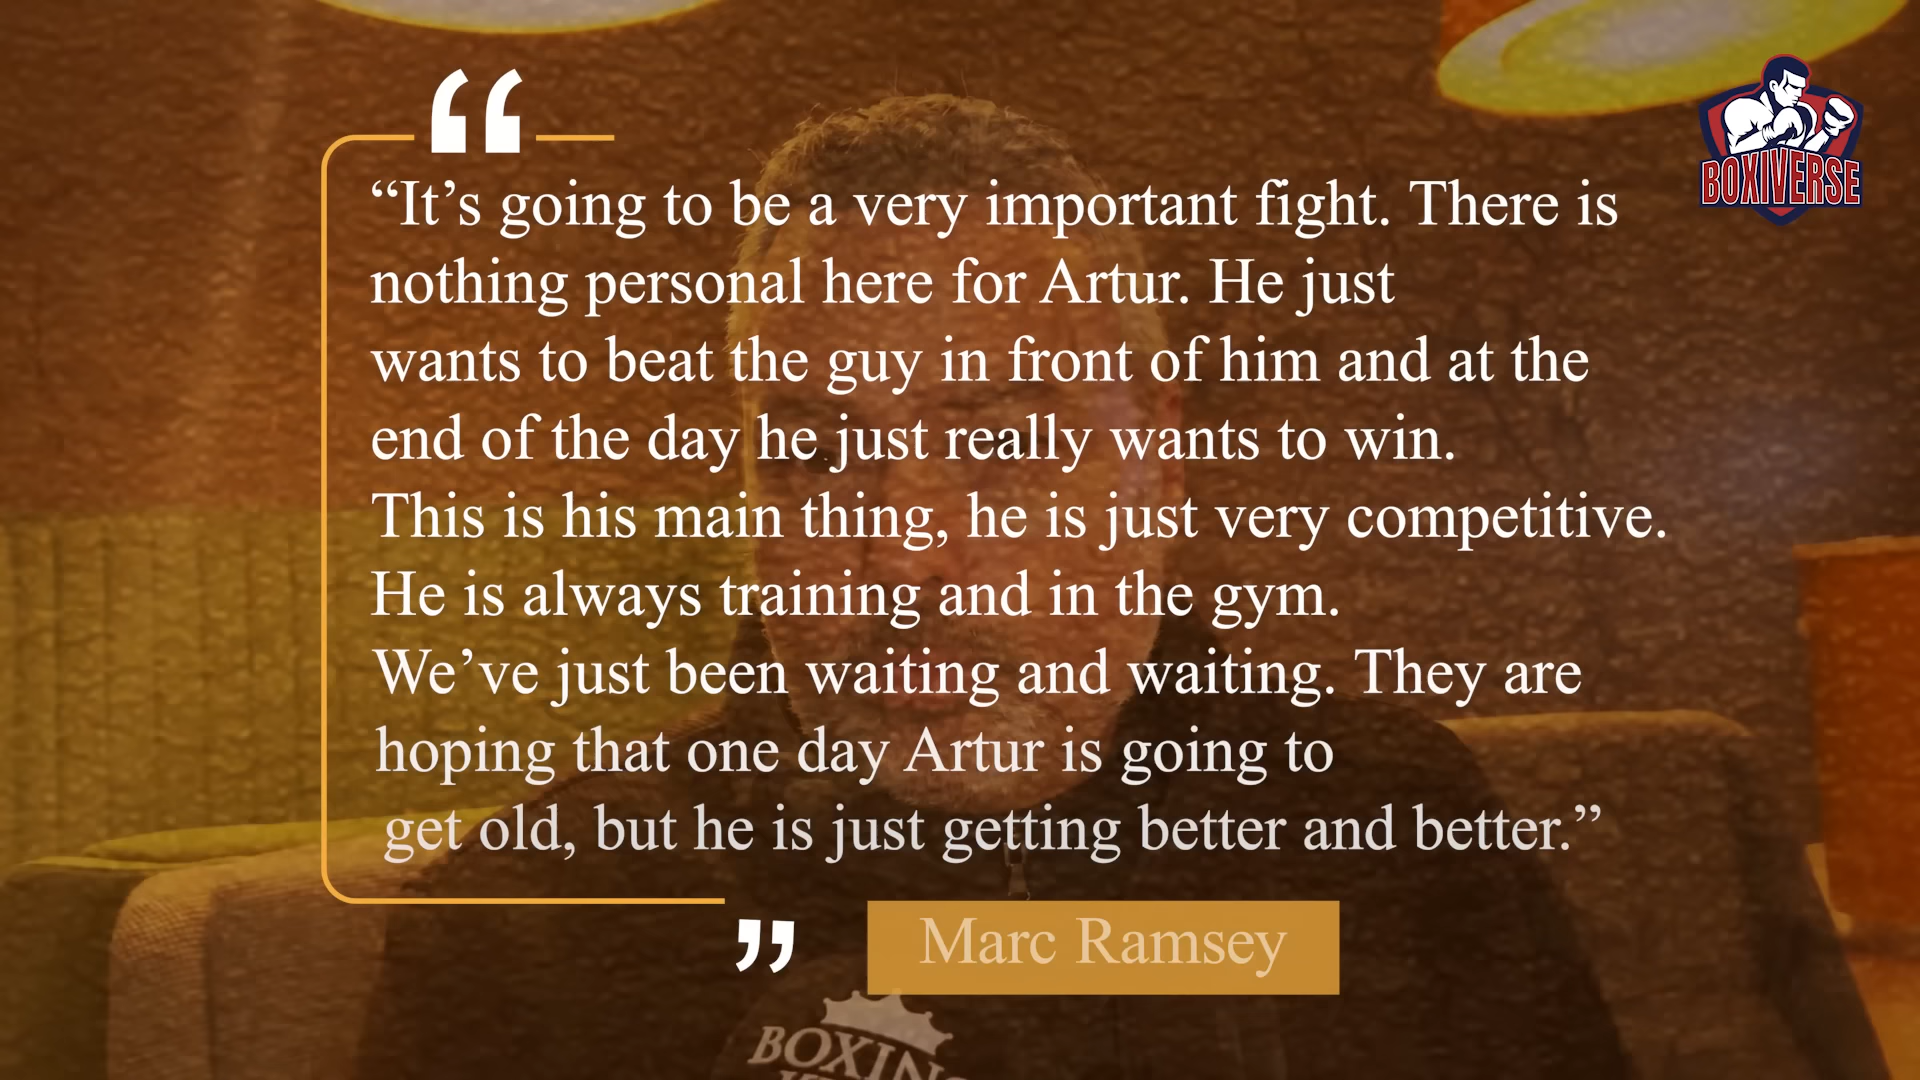 “
BOXIVERSE
“It’s going to be a very important fight. There is
nothing personal here for Artur. He just
wants to beat the guy in front of him and at the
end of the day he just really wants to win.
This is his main thing, he is just very competitive.
He is always training and in the gym.
We’ve just been waiting and waiting. They are
hoping that one day Artur is going to
get old, but he is just getting better and better.”
”
Marc Ramsey
BOXIN